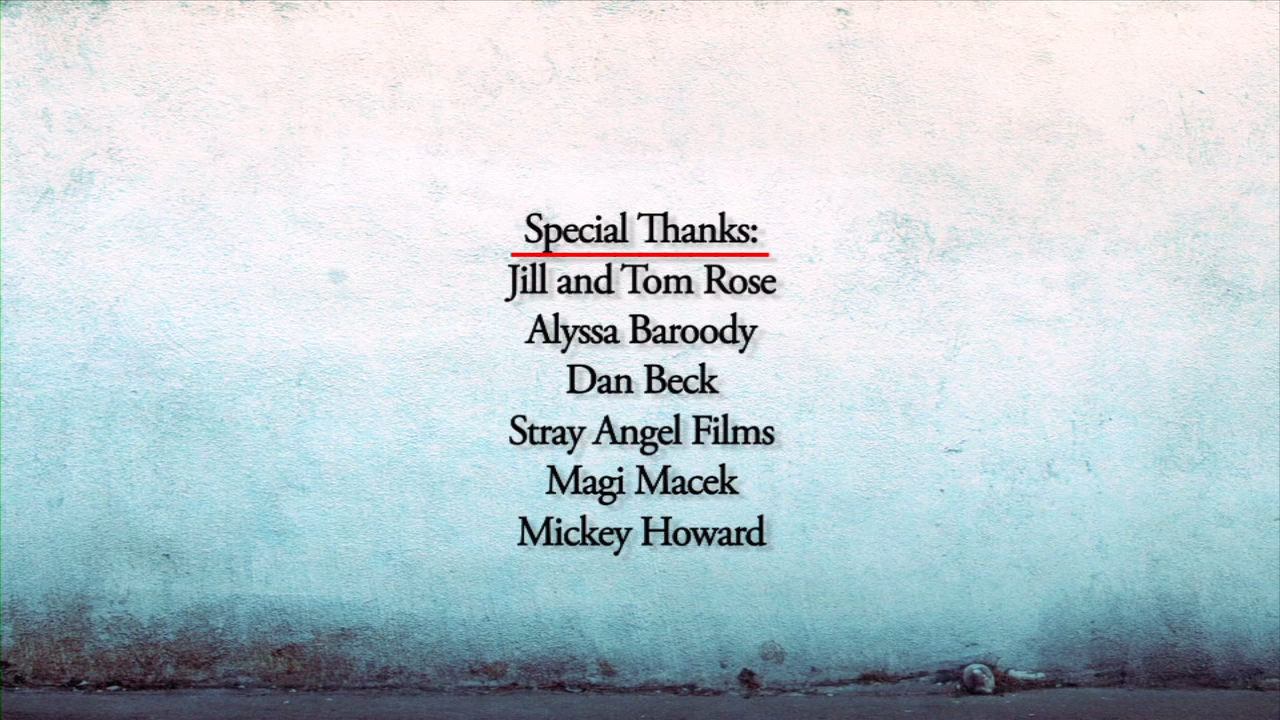 Special Thanks:
Jill and Tom Rose
Alyssa Baroody
Dan Beck
Stray Angel Films
Magi Macek
Mickey Howard